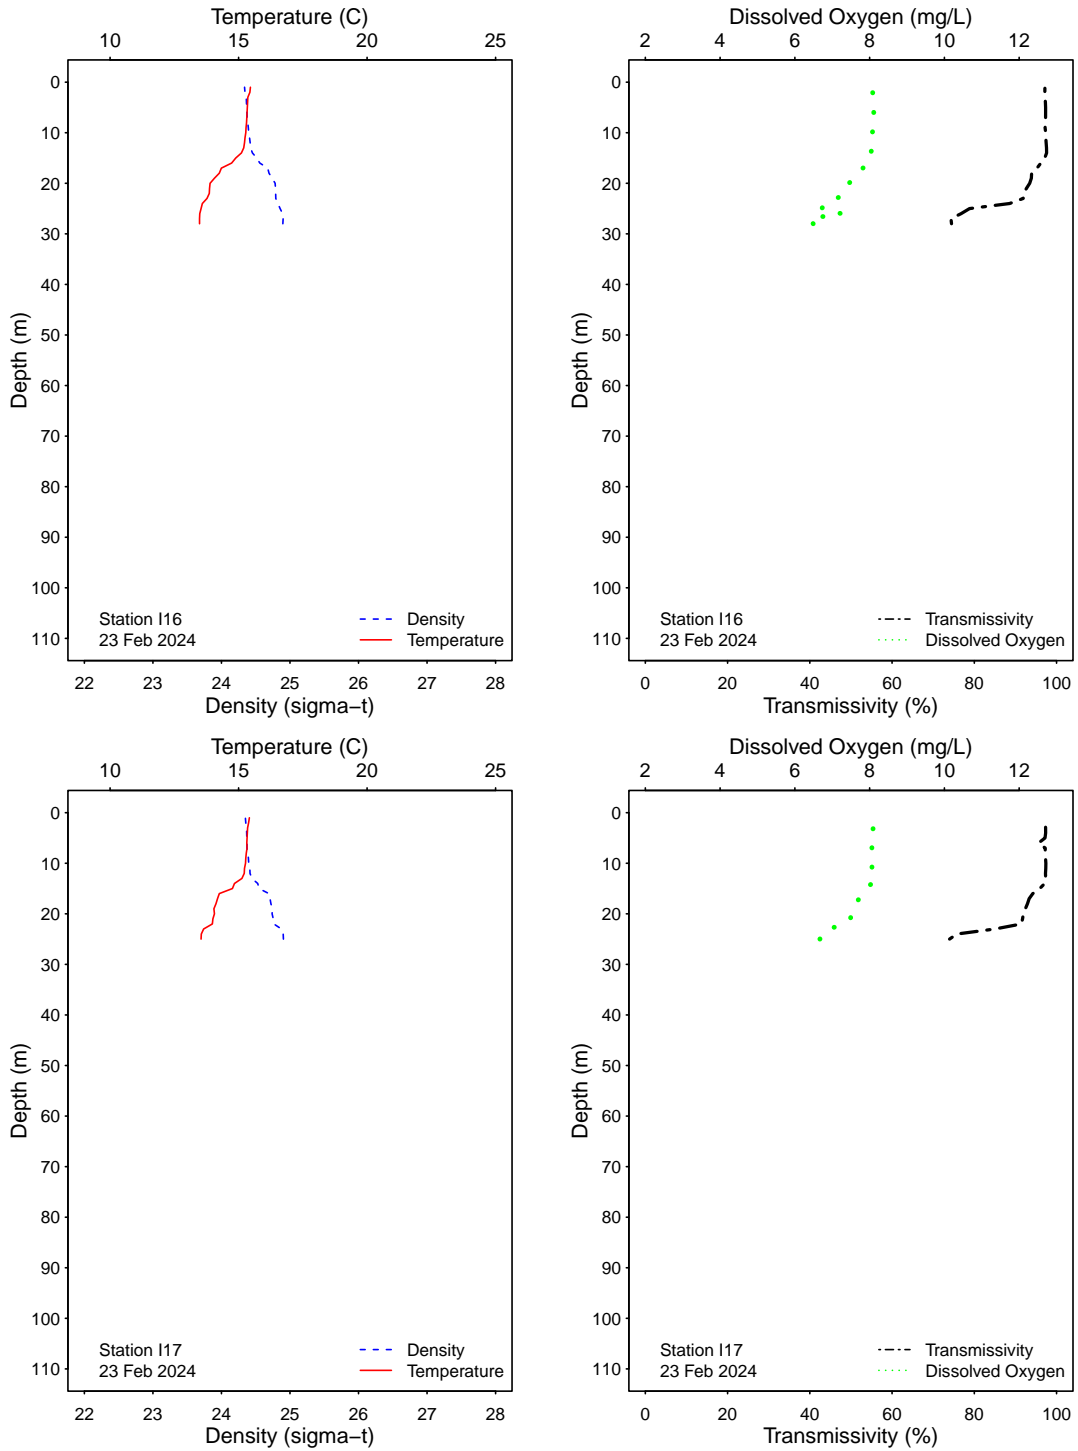 Temperature (C)
10 15 20 25
0
10
20
30
40
50
60
70
80
90
100
110
Depth (m)
Station I16
23 Feb 2024
Density
Temperature
22 23 24 25 26 27 28
Density (sigma−t)
Dissolved Oxygen (mg/L)
2 4 6 8 10 12
0
10
20
30
40
50
60
70
80
90
100
110
Depth (m)
Station I16
23 Feb 2024
Transmissivity
Dissolved Oxygen
0 20 40 60 80 100
Transmissivity (%)
Temperature (C)
10 15 20 25
0
10
20
30
40
50
60
70
80
90
100
110
Depth (m)
Station I17
23 Feb 2024
Density
Temperature
22 23 24 25 26 27 28
Density (sigma−t)
Dissolved Oxygen (mg/L)
2 4 6 8 10 12
0
10
20
30
40
50
60
70
80
90
100
110
Depth (m)
Station I17
23 Feb 2024
Transmissivity
Dissolved Oxygen
0 20 40 60 80 100
Transmissivity (%)